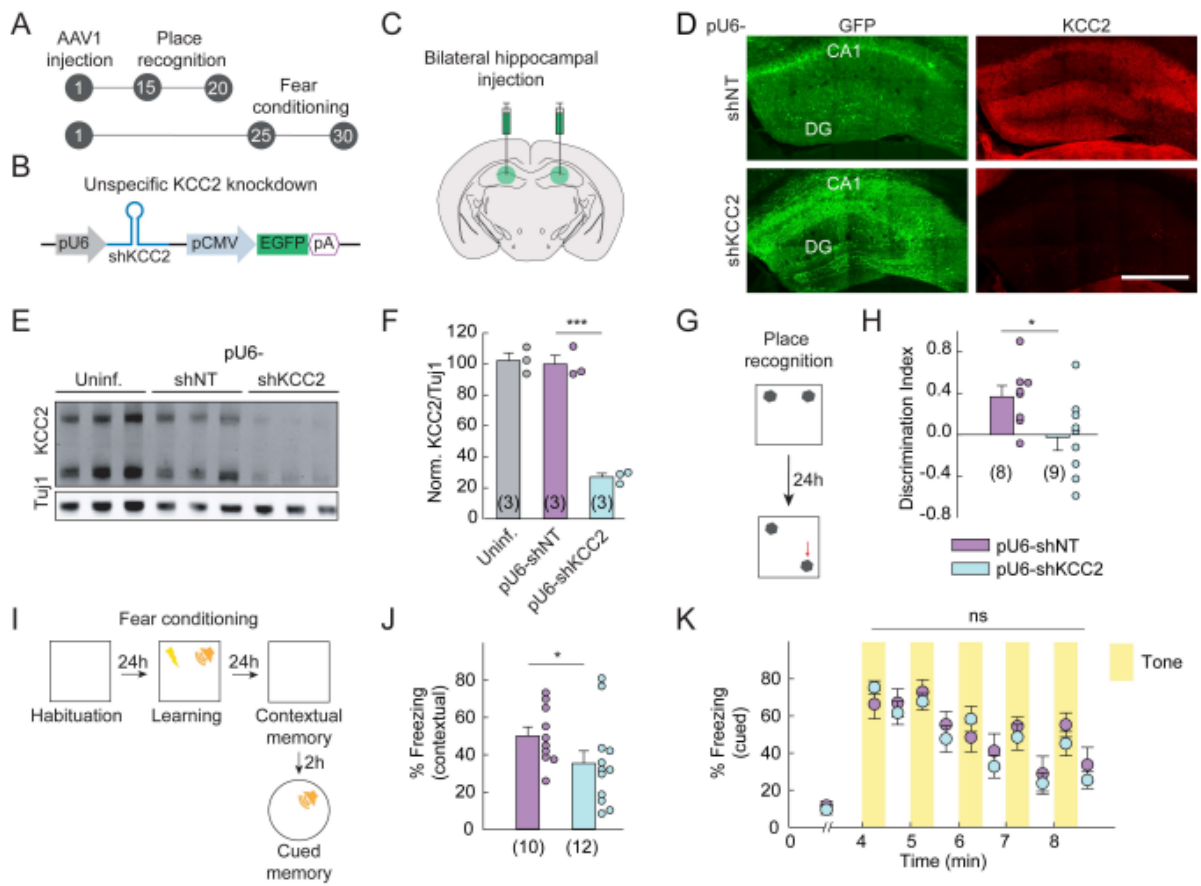 A
AAV1
injection
Place
recognition
1
15
20
Fear
conditioning
1
25
30
B
Unspecific KCC2 knockdown
pU6
shKCC2
pCMV
EGFP
pA
C
Bilateral hippocampal
injection
D
pU6-
GFP
KCC2
shNT
CA1
DG
shKCC2
CA1
DG
E
pU6-
Uninf.
shNT
shKCC2
KCC2
Tuj1
F
***
Norm. KCC2/Tuj1
120
100
80
60
40
20
0
(3)
(3)
(3)
Uninf.
pU6-shNT
pU6-shKCC2
G
Place
recognition
24h
H
*
Discrimination Index
0.8
0.4
0.0
-0.4
-0.8
(8)
(9)
pU6-shNT
pU6-shKCC2
I
Fear conditioning
24h
24h
Habituation
Learning
Contextual
memory
2h
Cued
memory
J
*
% Freezing
(contextual)
80
60
40
20
0
(10)
(12)
K
ns
Tone
% Freezing
(cued)
80
60
40
20
0
0
4
5
6
7
8
Time (min)